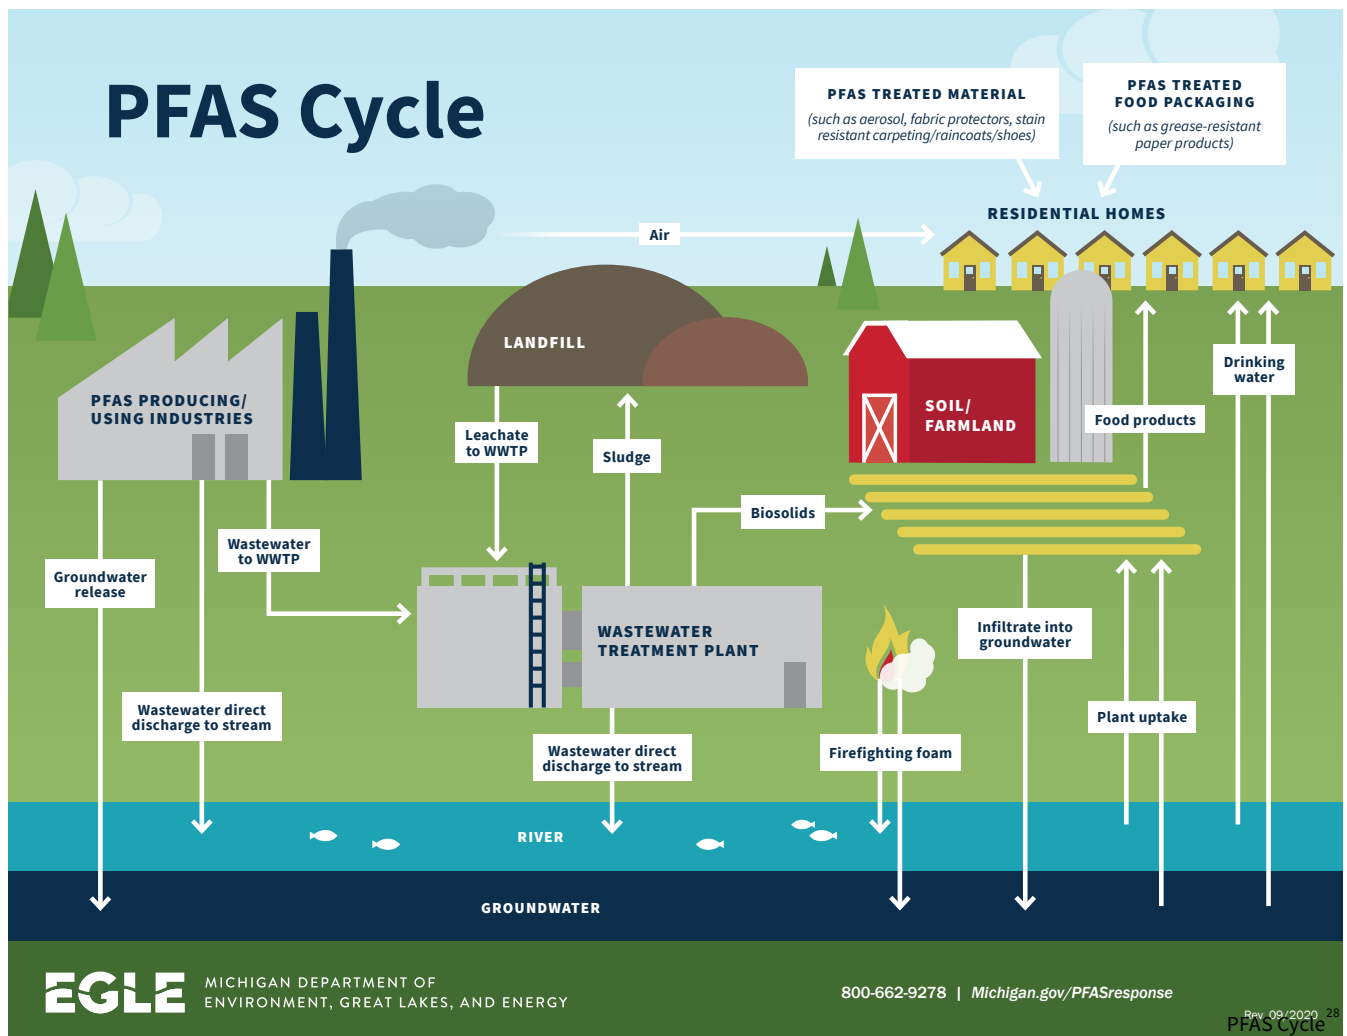 PFAS Cycle
PFAS TREATED MATERIAL
(such as aerosol, fabric protectors, stain
resistant carpeting/raincoats/shoes)
PFAS TREATED
FOOD PACKAGING
(such as grease-resistant
paper products)
RESIDENTIAL HOMES
Air
LANDFILL
PFAS PRODUCING/
USING INDUSTRIES
SOIL/
FARMLAND
Drinking
water
Food products
Leachate
to WWTP
Sludge
Biosolids
Wastewater
to WWTP
Groundwater
release
WASTEWATER
TREATMENT PLANT
Infiltrate into
groundwater
Wastewater direct
discharge to stream
Wastewater direct
discharge to stream
Firefighting foam
Plant uptake
RIVER
GROUNDWATER
EGLE
MICHIGAN DEPARTMENT OF
ENVIRONMENT, GREAT LAKES, AND ENERGY
800-662-9278 | Michigan.gov/PFASresponse
Rev. 09/2020
PFAS Cycle 28